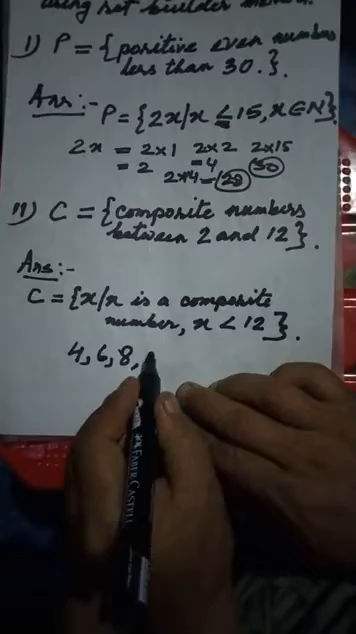 using set builder
I) P = {positive even numbers
less than 30.}.
Ans:-
P = {2x/x ≤ 15, x ∈ N}.
2x = 2×1 2×2 2×15
= 2 = 4 30
2×14 = 28
II) C = {composite numbers
between 2 and 12}.
Ans:-
C = {x/x is a composite
number, x < 12}.
4, 6, 8,
FABER CASTELL